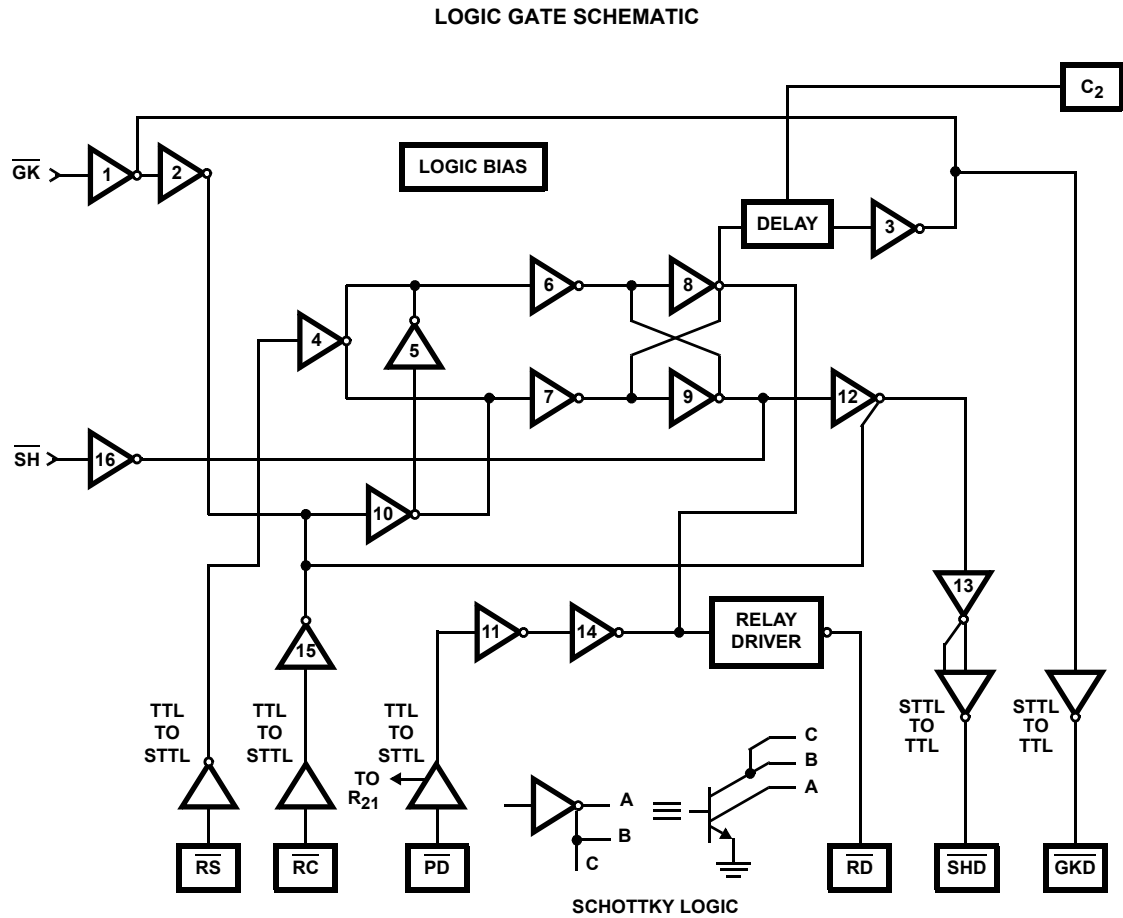 LOGIC GATE SCHEMATIC
C2
GK
1
2
LOGIC BIAS
DELAY
3
6
8
4
5
7
9
12
SH
16
10
13
11
14
RELAY
DRIVER
15
TTL
TO
STTL
TTL
TO
STTL
TTL
TO
STTL
TO
R21
STTL
TO
TTL
STTL
TO
TTL
A
B
C
C
B
A
RS
RC
PD
RD
SHD
GKD
SCHOTTKY LOGIC